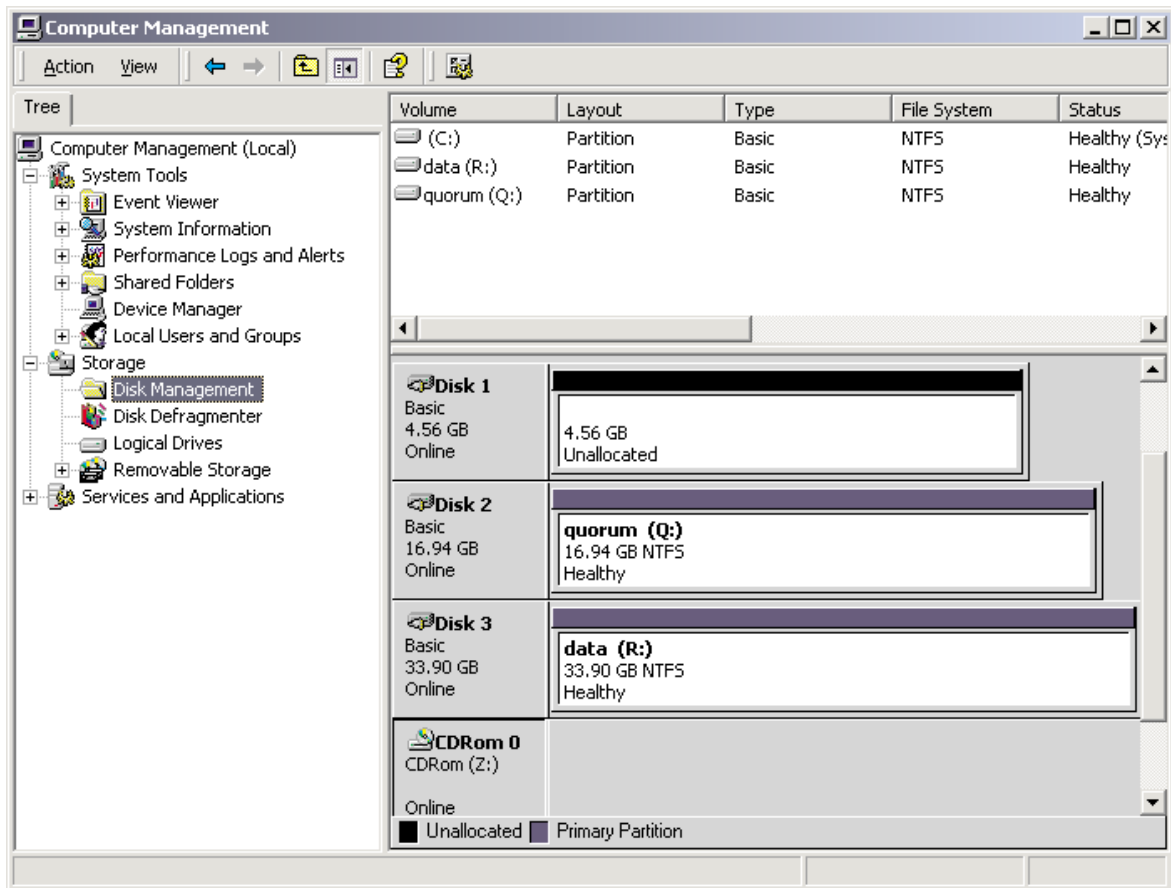 Computer Management
Action View
Tree
Computer Management (Local)
System Tools
Event Viewer
System Information
Performance Logs and Alerts
Shared Folders
Device Manager
Local Users and Groups
Storage
Disk Management
Disk Defragmenter
Logical Drives
Removable Storage
Services and Applications
Volume Layout Type File System Status
(C:) Partition Basic NTFS Healthy (Sys
data (R:) Partition Basic NTFS Healthy
quorum (Q:) Partition Basic NTFS Healthy
Disk 1
Basic
4.56 GB
Online
4.56 GB
Unallocated
Disk 2
Basic
16.94 GB
Online
quorum (Q:)
16.94 GB NTFS
Healthy
Disk 3
Basic
33.90 GB
Online
data (R:)
33.90 GB NTFS
Healthy
CDRom 0
CDRom (Z:)
Online
Unallocated Primary Partition